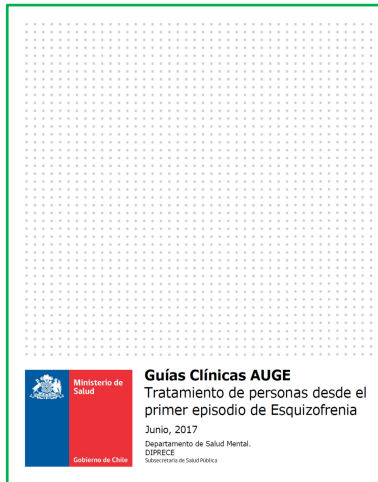 Ministerio de
Salud
Gobierno de Chile
Guías Clínicas AUGE
Tratamiento de personas desde el
primer episodio de Esquizofrenia
Junio, 2017
Departamento de Salud Mental.
DIPRECE
Subsecretaría de Salud Pública